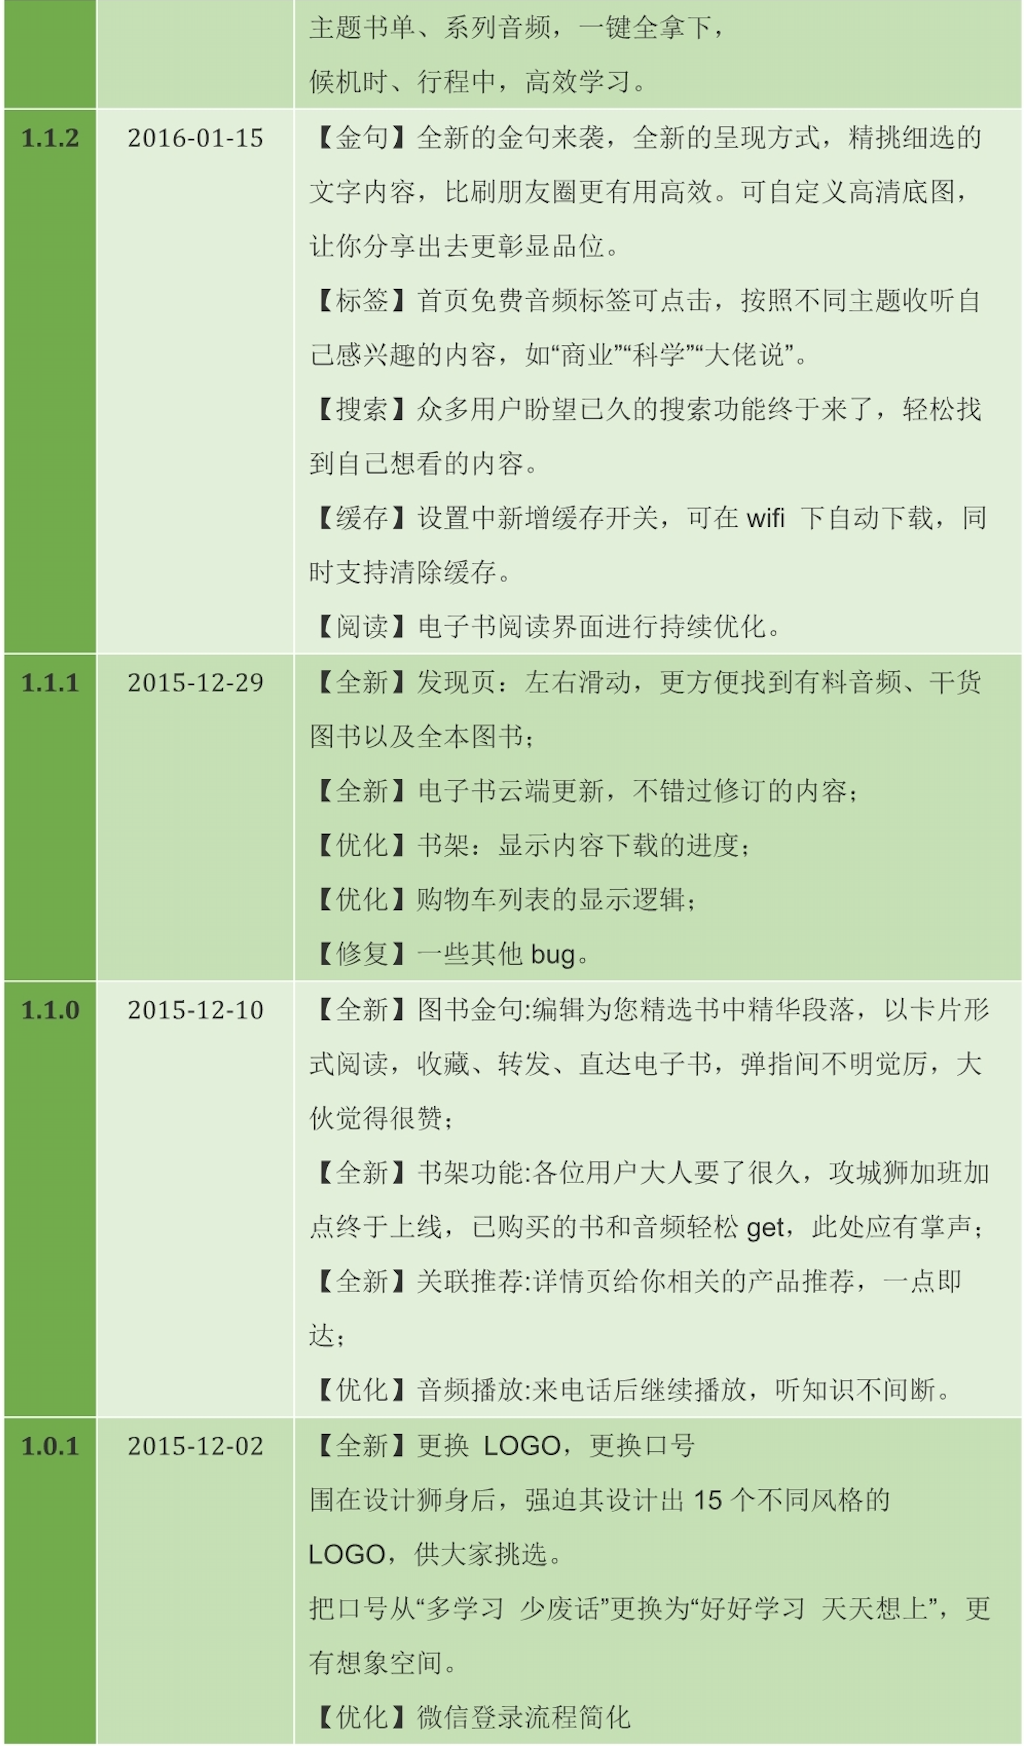 主题书单、系列音频，一键全拿下，
候机时、行程中，高效学习。
1.1.2 2016-01-15 【金句】全新的金句来袭，全新的呈现方式，精挑细选的
文字内容，比刷朋友圈更有用高效。可自定义高清底图，
让你分享出去更彰显品位。
【标签】首页免费音频标签可点击，按照不同主题收听自
己感兴趣的内容，如“商业”“科学”“大佬说”。
【搜索】众多用户盼望已久的搜索功能终于来了，轻松找
到自己想看的内容。
【缓存】设置中新增缓存开关，可在 wifi 下自动下载，同
时支持清除缓存。
【阅读】电子书阅读界面进行持续优化。
1.1.1 2015-12-29 【全新】发现页：左右滑动，更方便找到有料音频、干货
图书以及全本图书；
【全新】电子书云端更新，不错过修订的内容；
【优化】书架：显示内容下载的进度；
【优化】购物车列表的显示逻辑；
【修复】一些其他 bug。
1.1.0 2015-12-10 【全新】图书金句:编辑为您精选书中精华段落，以卡片形
式阅读，收藏、转发、直达电子书，弹指间不明觉厉，大
伙觉得很赞；
【全新】书架功能:各位用户大人要了很久，攻城狮加班加
点终于上线，已购买的书和音频轻松 get，此处应有掌声；
【全新】关联推荐:详情页给你相关的产品推荐，一点即
达；
【优化】音频播放:来电话后继续播放，听知识不间断。
1.0.1 2015-12-02 【全新】更换 LOGO，更换口号
围在设计狮身后，强迫其设计出 15 个不同风格的
LOGO，供大家挑选。
把口号从“多学习 少废话”更换为“好好学习 天天想上”，更
有想象空间。
【优化】微信登录流程简化